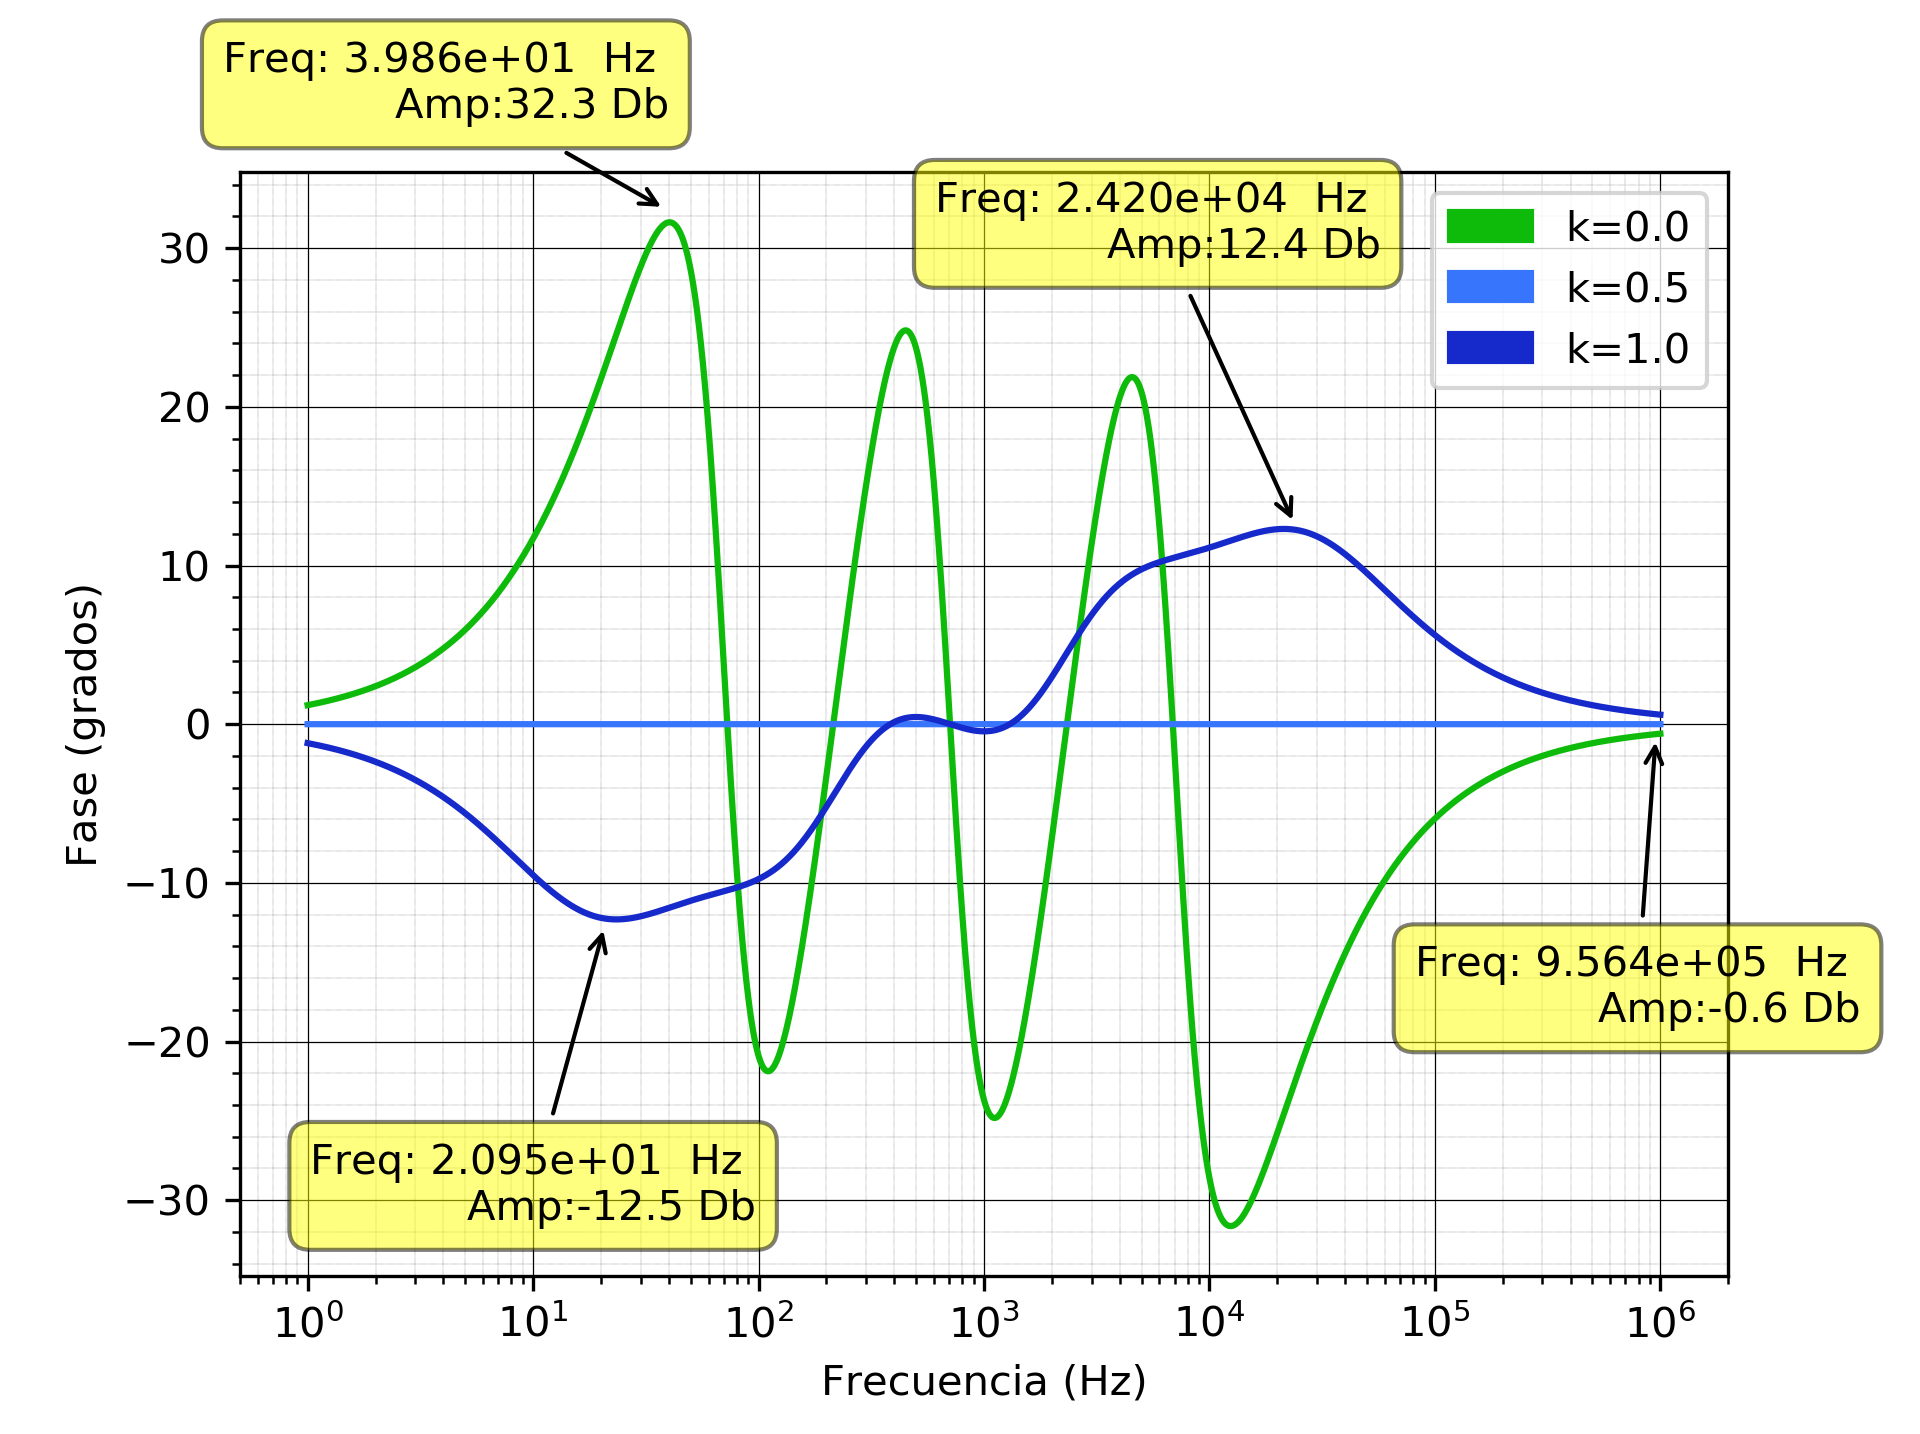 Freq: 3.986e+01  Hz
Amp:32.3 Db
Freq: 2.420e+04  Hz
Amp:12.4 Db
k=0.0
k=0.5
k=1.0
30
20
10
0
−10
−20
−30
Fase (grados)
Freq: 9.564e+05  Hz
Amp:-0.6 Db
Freq: 2.095e+01  Hz
Amp:-12.5 Db
10⁰ 10¹ 10² 10³ 10⁴ 10⁵ 10⁶
Frecuencia (Hz)